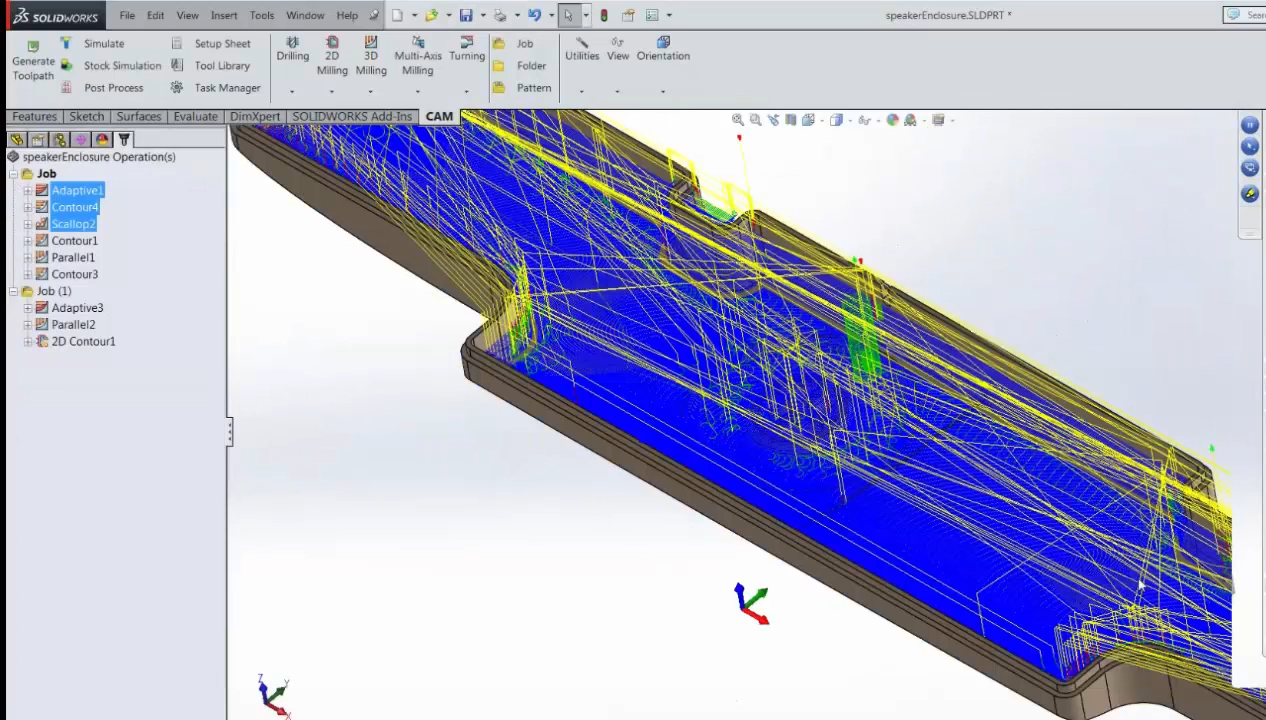 SOLIDWORKS File Edit View Insert Tools Window Help speakerEnclosure.SLDPRT *
Generate Toolpath
Simulate
Stock Simulation
Post Process
Setup Sheet
Tool Library
Task Manager
Drilling
2D Milling
3D Milling
Multi-Axis Milling
Turning
Job
Folder
Pattern
Utilities
View
Orientation
Features Sketch Surfaces Evaluate DimXpert SOLIDWORKS Add-Ins CAM
speakerEnclosure Operation(s)
Job
Adaptive1
Contour4
Scallop2
Contour1
Parallel1
Contour3
Job (1)
Adaptive3
Parallel2
2D Contour1
Z
Y
X